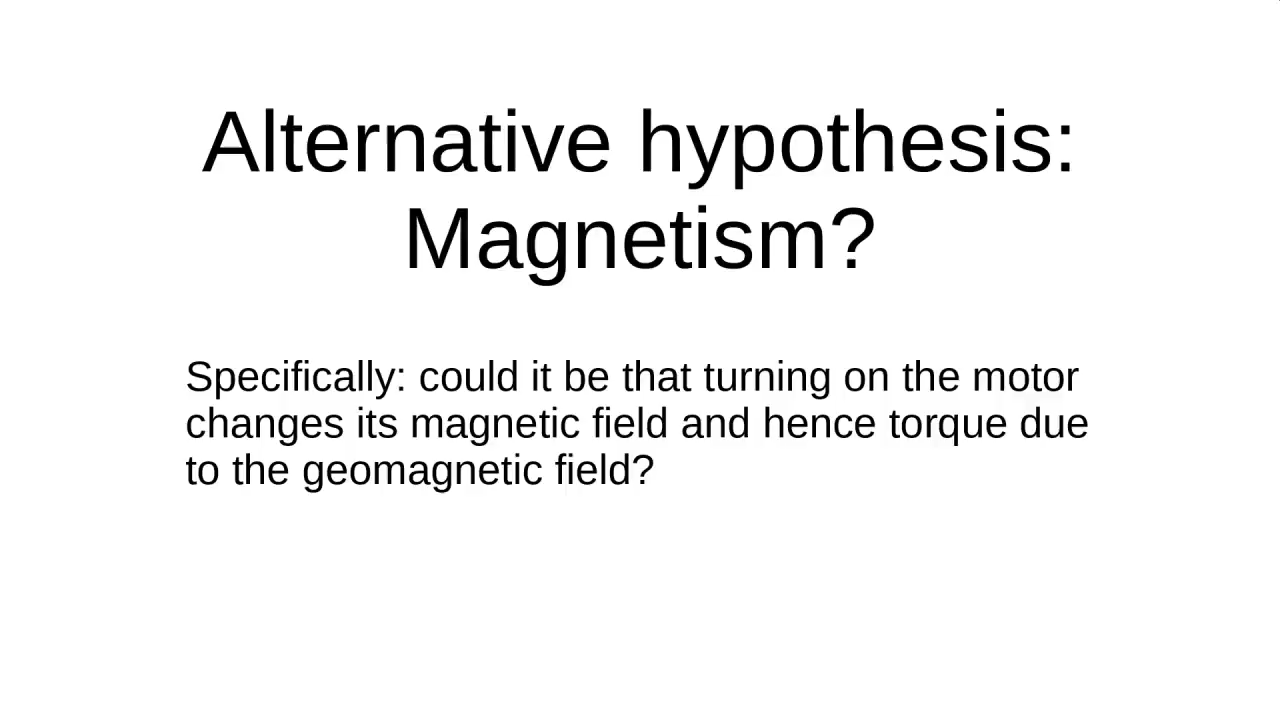 Alternative hypothesis:
Magnetism?
Specifically: could it be that turning on the motor
changes its magnetic field and hence torque due
to the geomagnetic field?